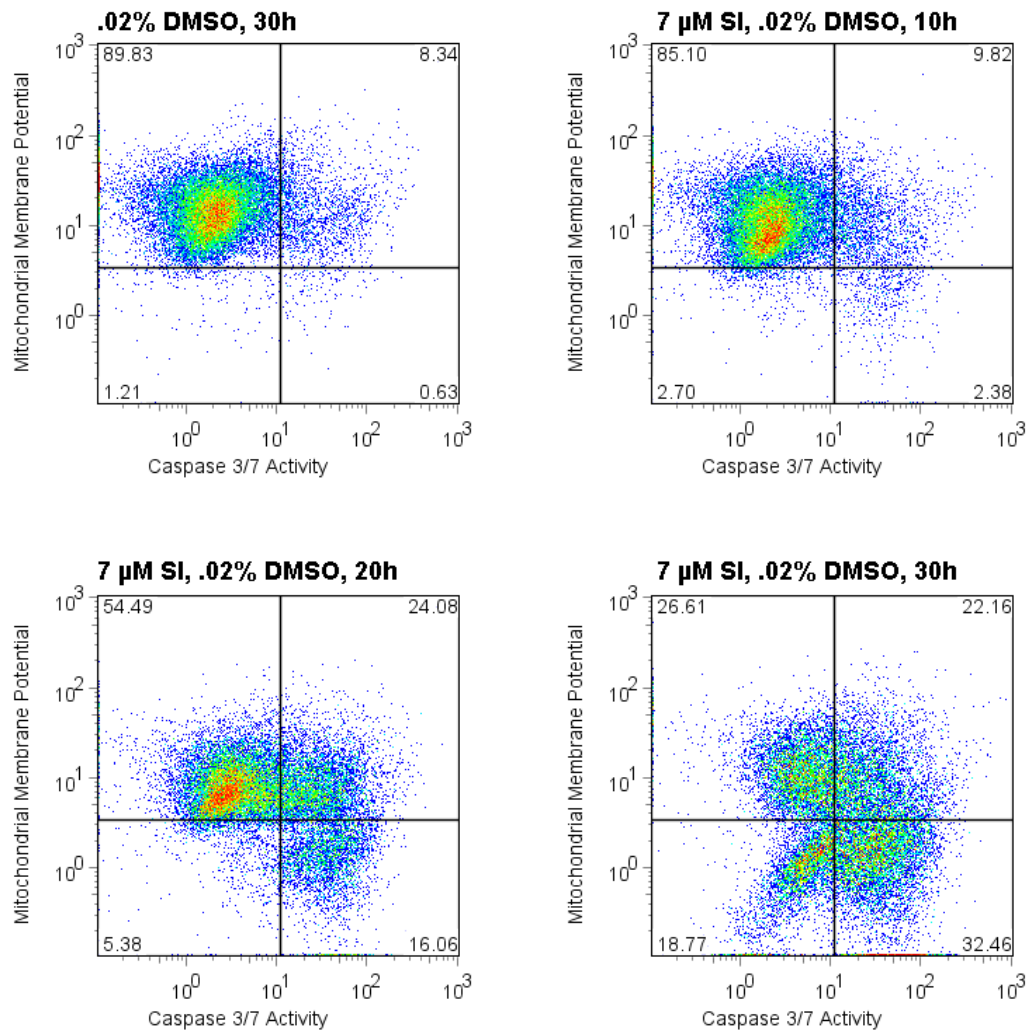 .02% DMSO, 30h
10³
89.83
8.34
10²
10¹
10⁰
1.21
0.63
10⁰ 10¹ 10² 10³
Mitochondrial Membrane Potential
Caspase 3/7 Activity
7 µM SI, .02% DMSO, 10h
10³
85.10
9.82
10²
10¹
10⁰
2.70
2.38
10⁰ 10¹ 10² 10³
Mitochondrial Membrane Potential
Caspase 3/7 Activity
7 µM SI, .02% DMSO, 20h
10³
54.49
24.08
10²
10¹
10⁰
5.38
16.06
10⁰ 10¹ 10² 10³
Mitochondrial Membrane Potential
Caspase 3/7 Activity
7 µM SI, .02% DMSO, 30h
10³
26.61
22.16
10²
10¹
10⁰
18.77
32.46
10⁰ 10¹ 10² 10³
Mitochondrial Membrane Potential
Caspase 3/7 Activity